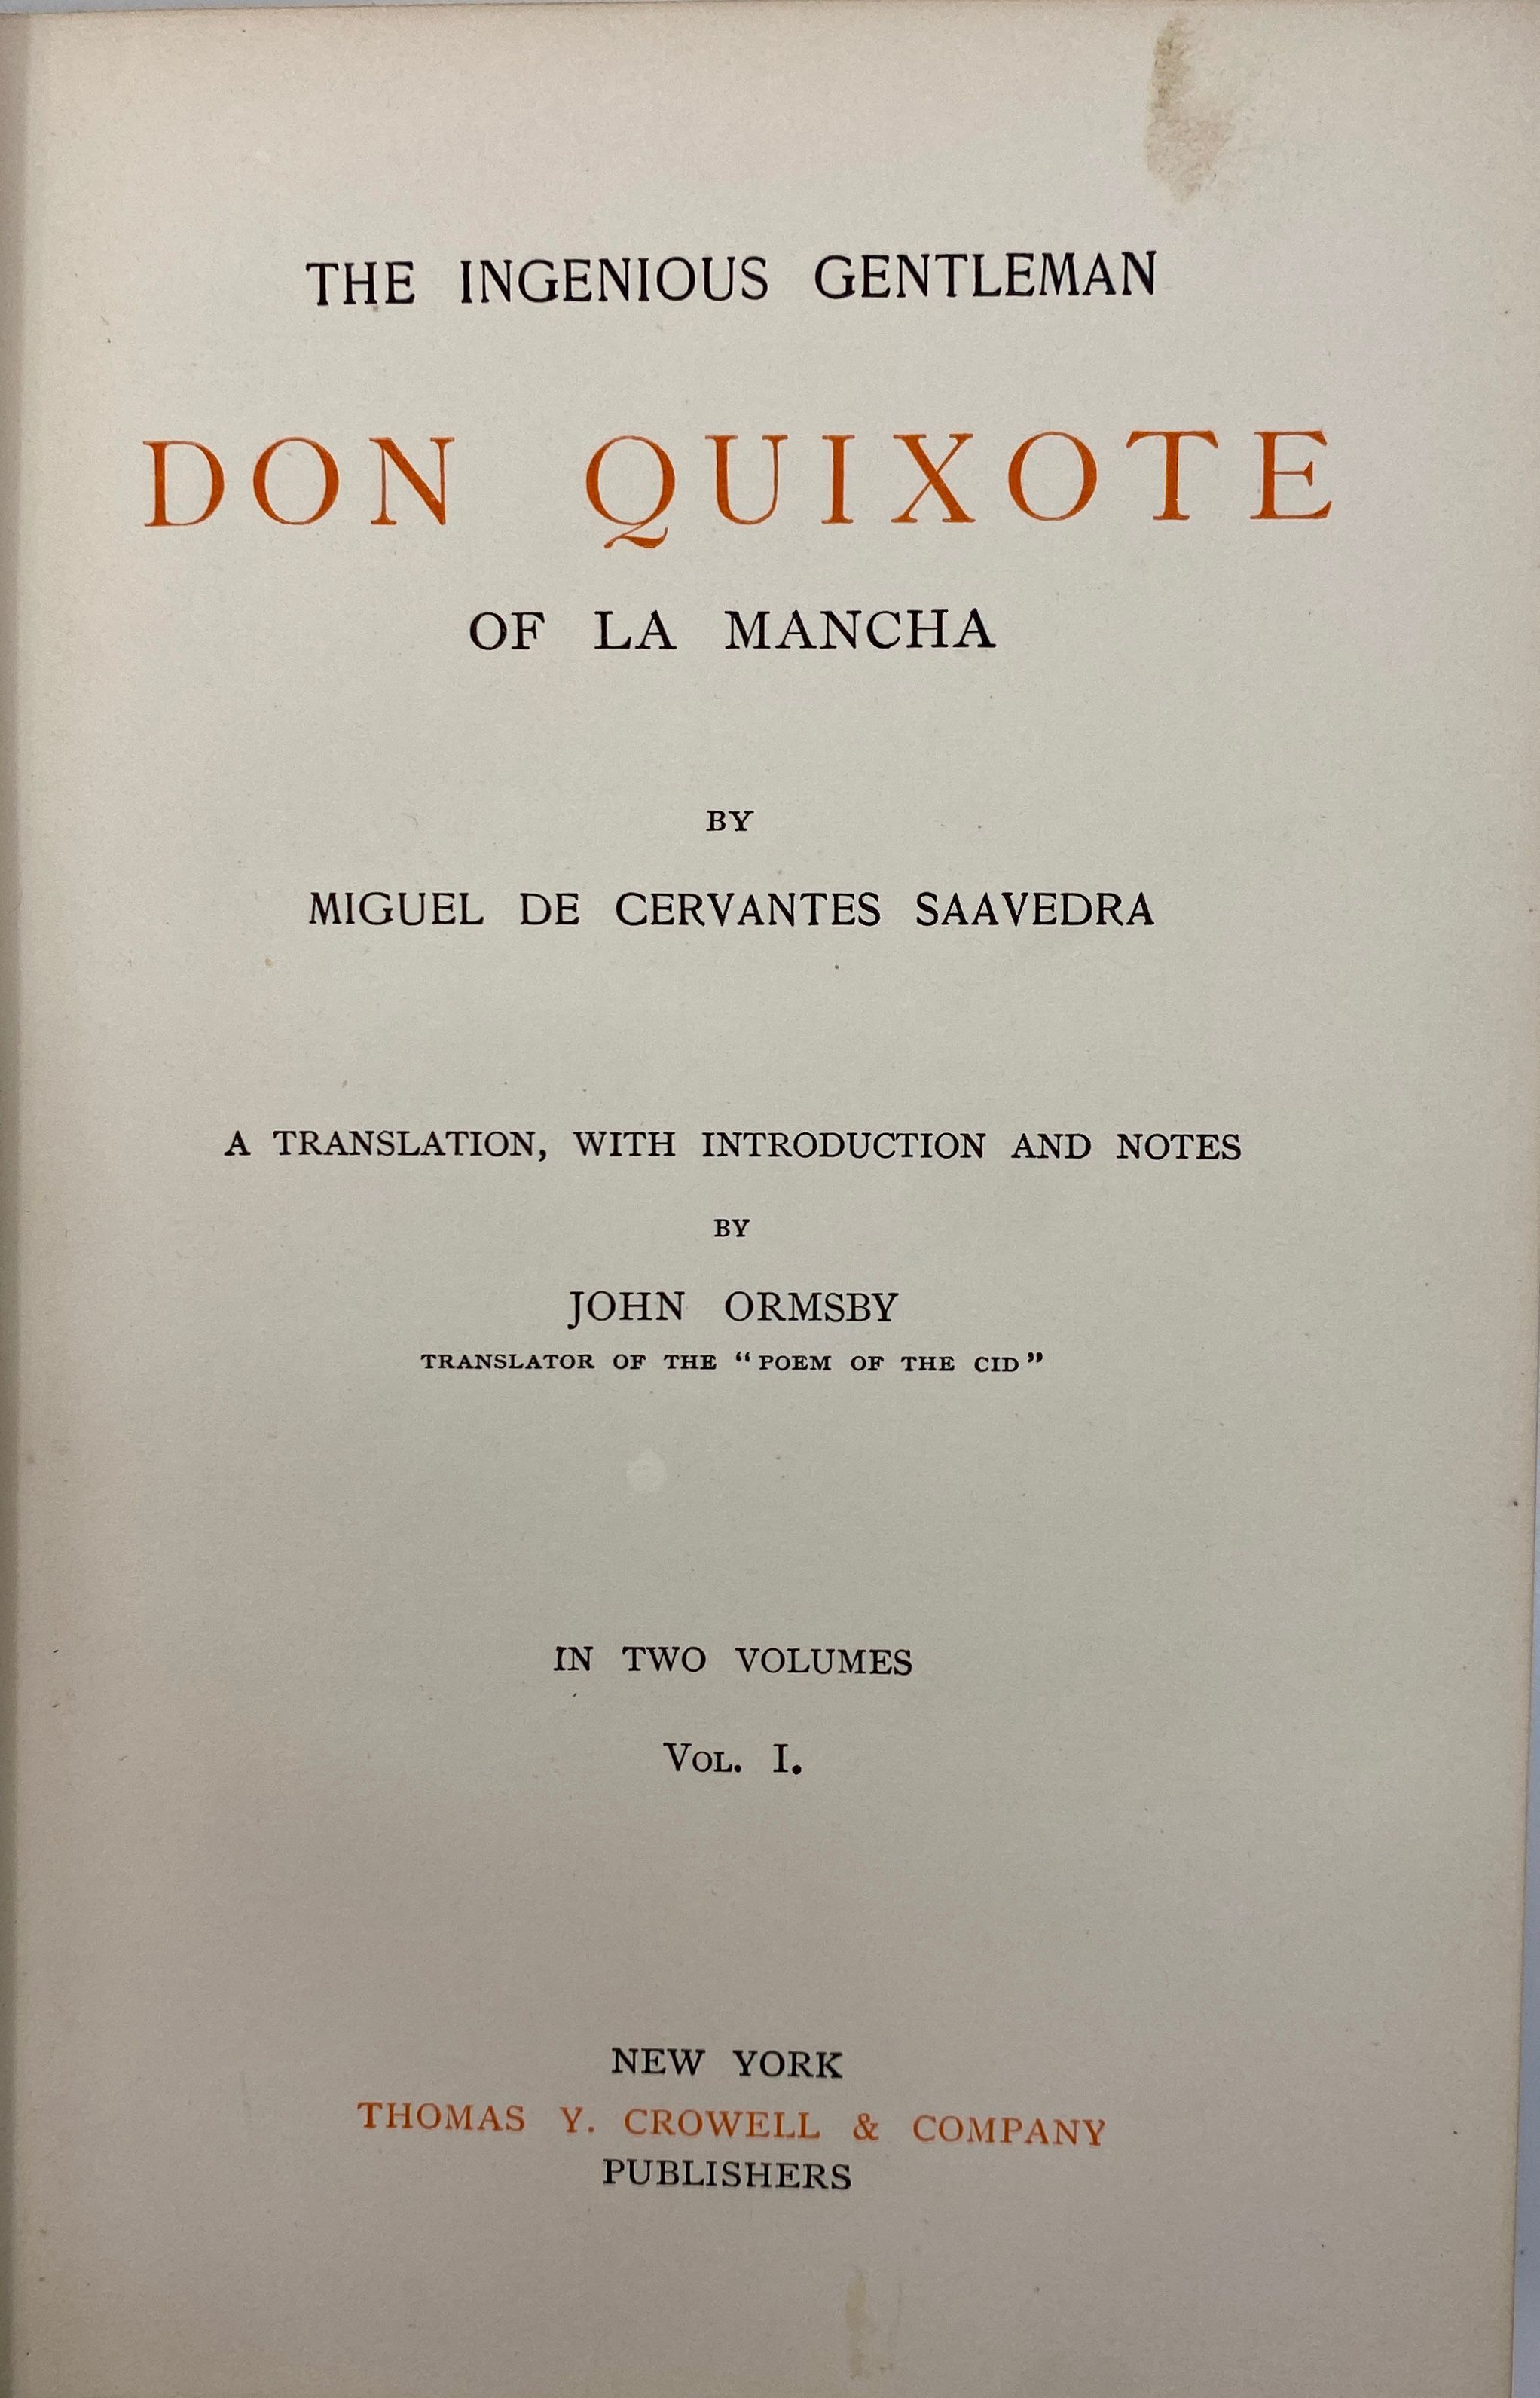 THE INGENIOUS GENTLEMAN
DON QUIXOTE
OF LA MANCHA
BY
MIGUEL DE CERVANTES SAAVEDRA
A TRANSLATION, WITH INTRODUCTION AND NOTES
BY
JOHN ORMSBY
TRANSLATOR OF THE “POEM OF THE CID”
IN TWO VOLUMES
VOL. I.
NEW YORK
THOMAS Y. CROWELL & COMPANY
PUBLISHERS